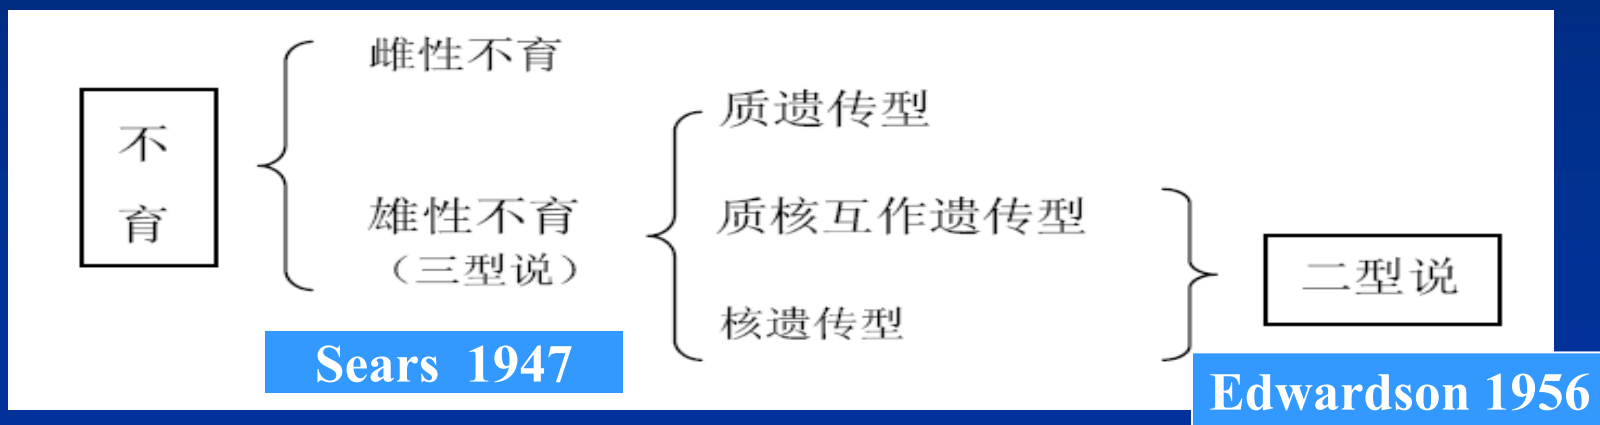 不
育
雌性不育
雄性不育
（三型说）
Sears 1947
质遗传型
质核互作遗传型
核遗传型
二型说
Edwardson 1956